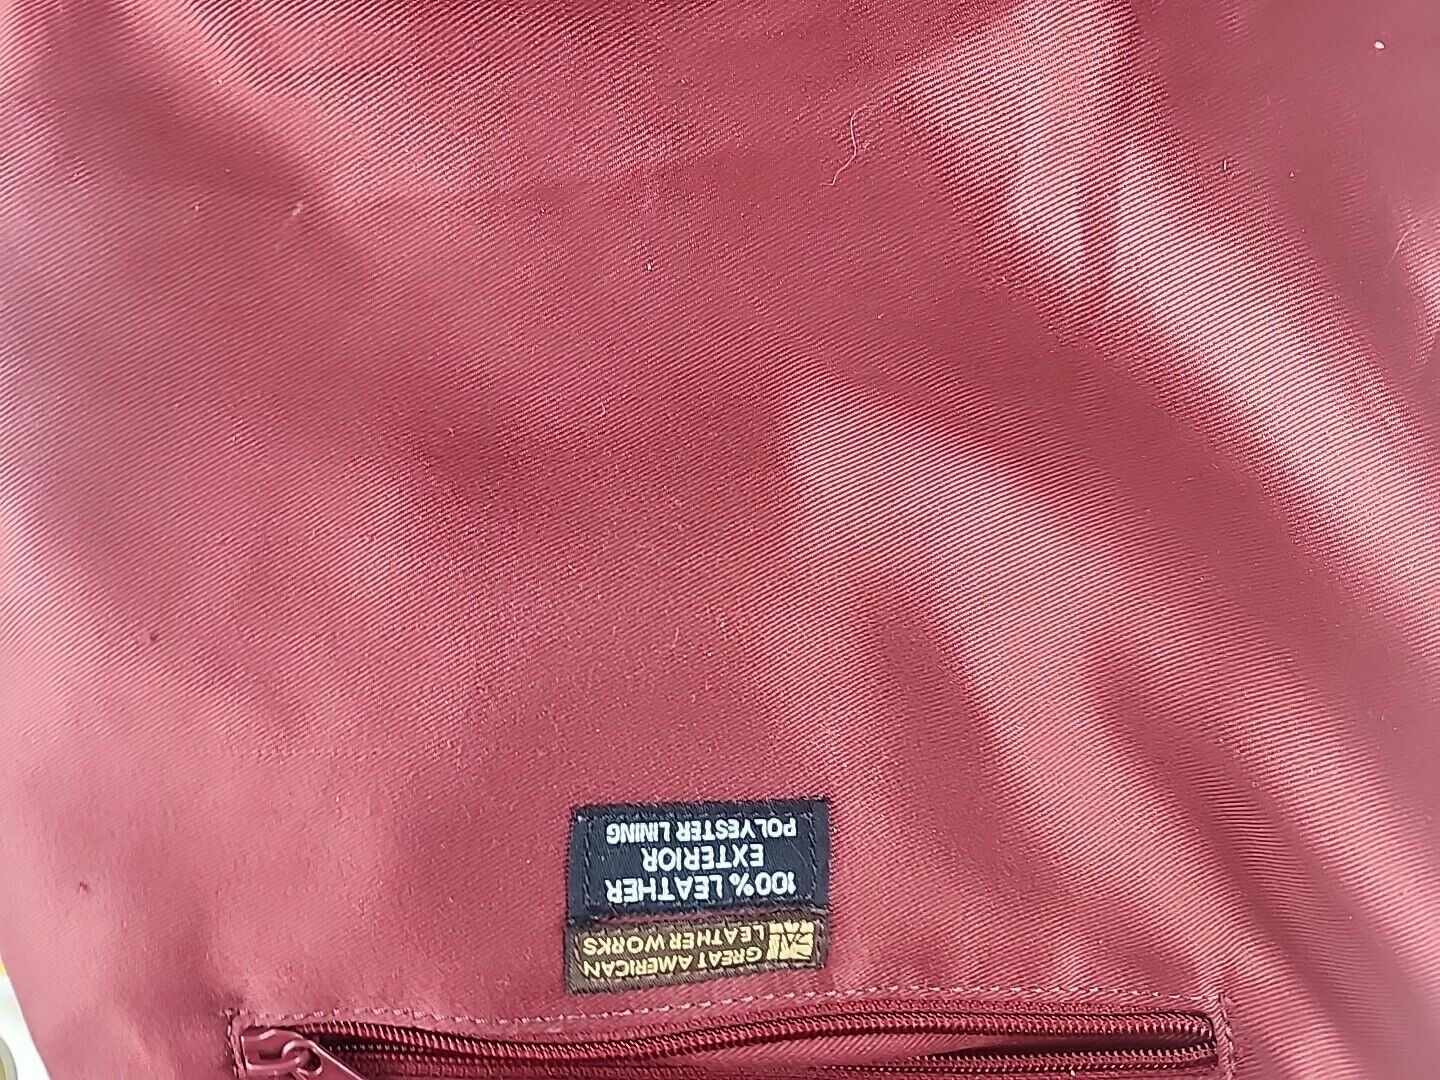 GREAT AMERICAN
LEATHER WORKS
100% LEATHER
EXTERIOR
POLYESTER LINING